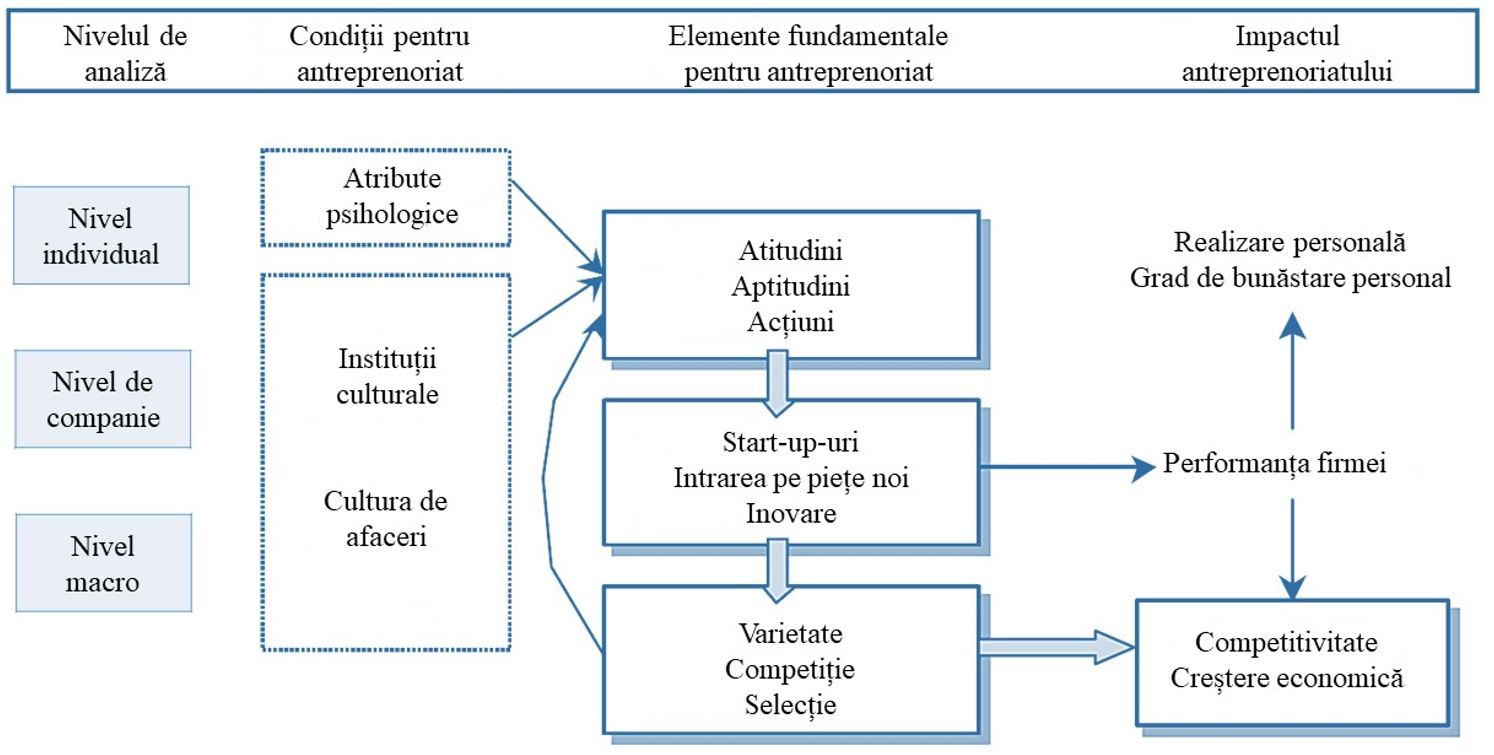 Nivelul de
analiză
Condiții pentru
antreprenoriat
Elemente fundamentale
pentru antreprenoriat
Impactul
antreprenoriatului
Nivel
individual
Nivel de
companie
Nivel
macro
Atribute
psihologice
Instituții
culturale
Cultura de
afaceri
Atitudini
Aptitudini
Acțiuni
Start-up-uri
Intrarea pe piețe noi
Inovare
Varietate
Competiție
Selecție
Realizare personală
Grad de bunăstare personal
Performanța firmei
Competitivitate
Creștere economică